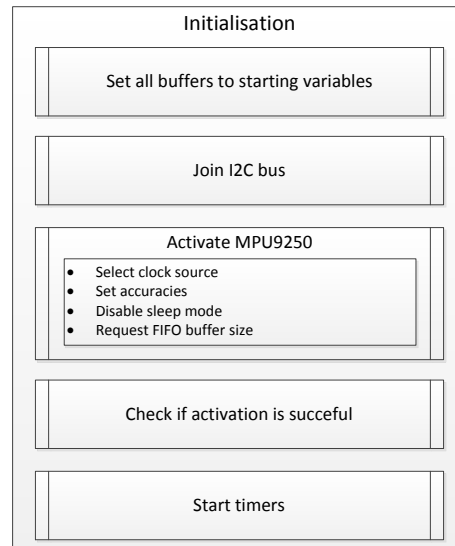 Initialisation
Set all buffers to starting variables
Join I2C bus
Activate MPU9250
• Select clock source
• Set accuracies
• Disable sleep mode
• Request FIFO buffer size
Check if activation is succeful
Start timers